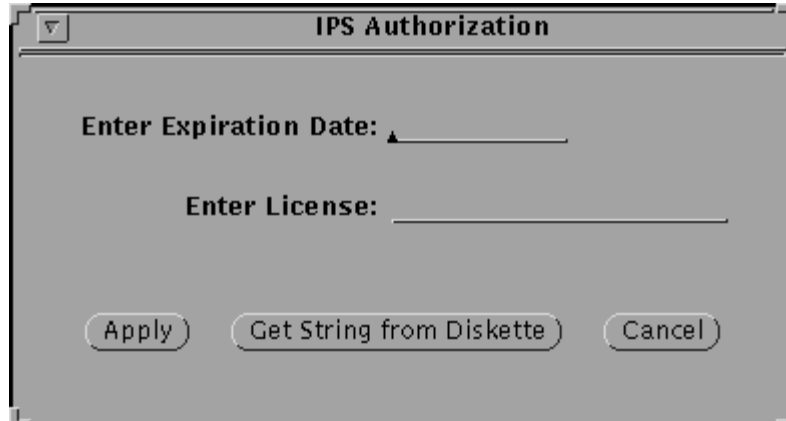 IPS Authorization
Enter Expiration Date:
Enter License:
Apply Get String from Diskette Cancel